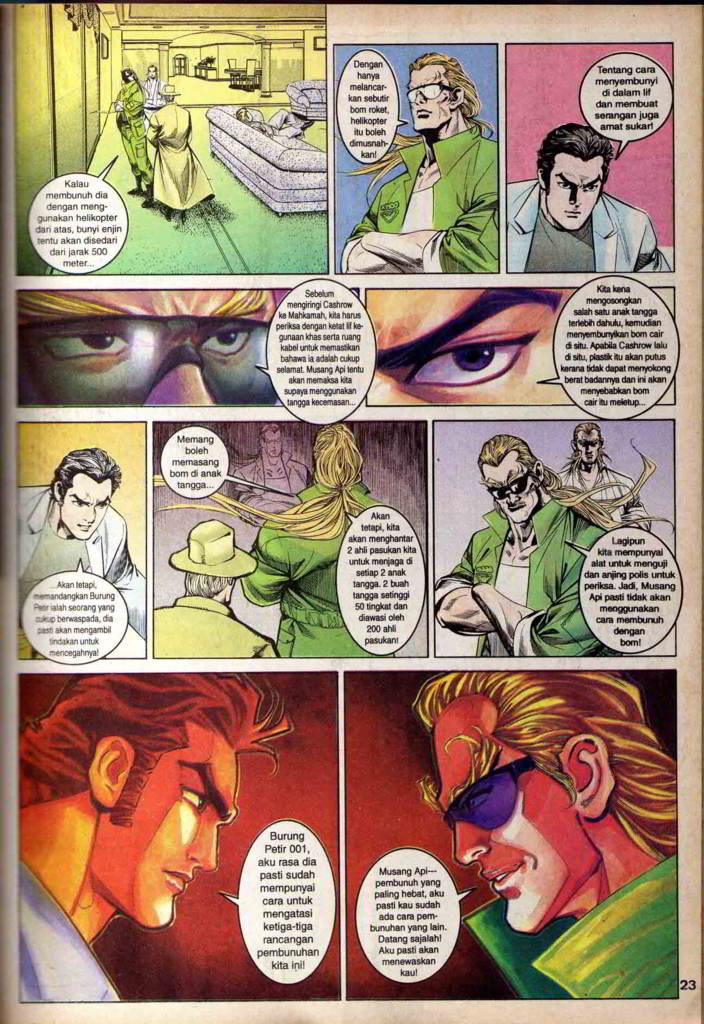 Kalau
membunuh dia
dengan meng-
gunakan helikopter
dari atas, bunyi enjin
tentu akan disedari
dari jarak 500
meter...
Dengan
hanya
melancar-
kan sebutir
bom roket,
helikopter
itu boleh
dimusnah-
kan!
Tentang cara
menyembunyi
di dalam lif
dan membuat
serangan juga
amat sukar!
Sebelum
mengiringi Cashrow
ke Mahkamah, kita harus
periksa dengan ketat lif ke-
gunaan khas serta ruang
kabel untuk memastikan
bahawa ia adalah cukup
selamat. Musang Api tentu
akan memaksa kita
supaya menggunakan
tangga kecemasan...
Kita kena
mengosongkan
salah satu anak tangga
terlebih dahulu, kemudian
menyembunyikan bom cair
di situ. Apabila Cashrow lalu
di situ, plastik itu akan putus
kerana tidak dapat menyokong
berat badannya dan ini akan
menyebabkan bom
cair itu meletup...
...Akan tetapi,
memandangkan Burung
Petir ialah seorang yang
cukup berwaspada, dia
pasti akan mengambil
tindakan untuk
mencegahnya!
Memang
boleh
memasang
bom di anak
tangga...
Akan
tetapi, kita
akan menghantar
2 ahli pasukan kita
untuk menjaga di
setiap 2 anak
tangga. 2 buah
tangga setinggi
50 tingkat dan
diawasi oleh
200 ahli
pasukan!
Lagipun
kita mempunyai
alat untuk menguji
dan anjing polis untuk
periksa. Jadi, Musang
Api pasti tidak akan
menggunakan
cara membunuh
dengan
bom!
Burung
Petir 001,
aku rasa dia
pasti sudah
mempunyai
cara untuk
mengatasi
ketiga-tiga
rancangan
pembunuhan
kita ini!
Musang Api---
pembunuh yang
paling hebat, aku
pasti kau sudah
ada cara pem-
bunuhan yang lain.
Datang sajalah!
Aku pasti akan
menewaskan
kau!
23